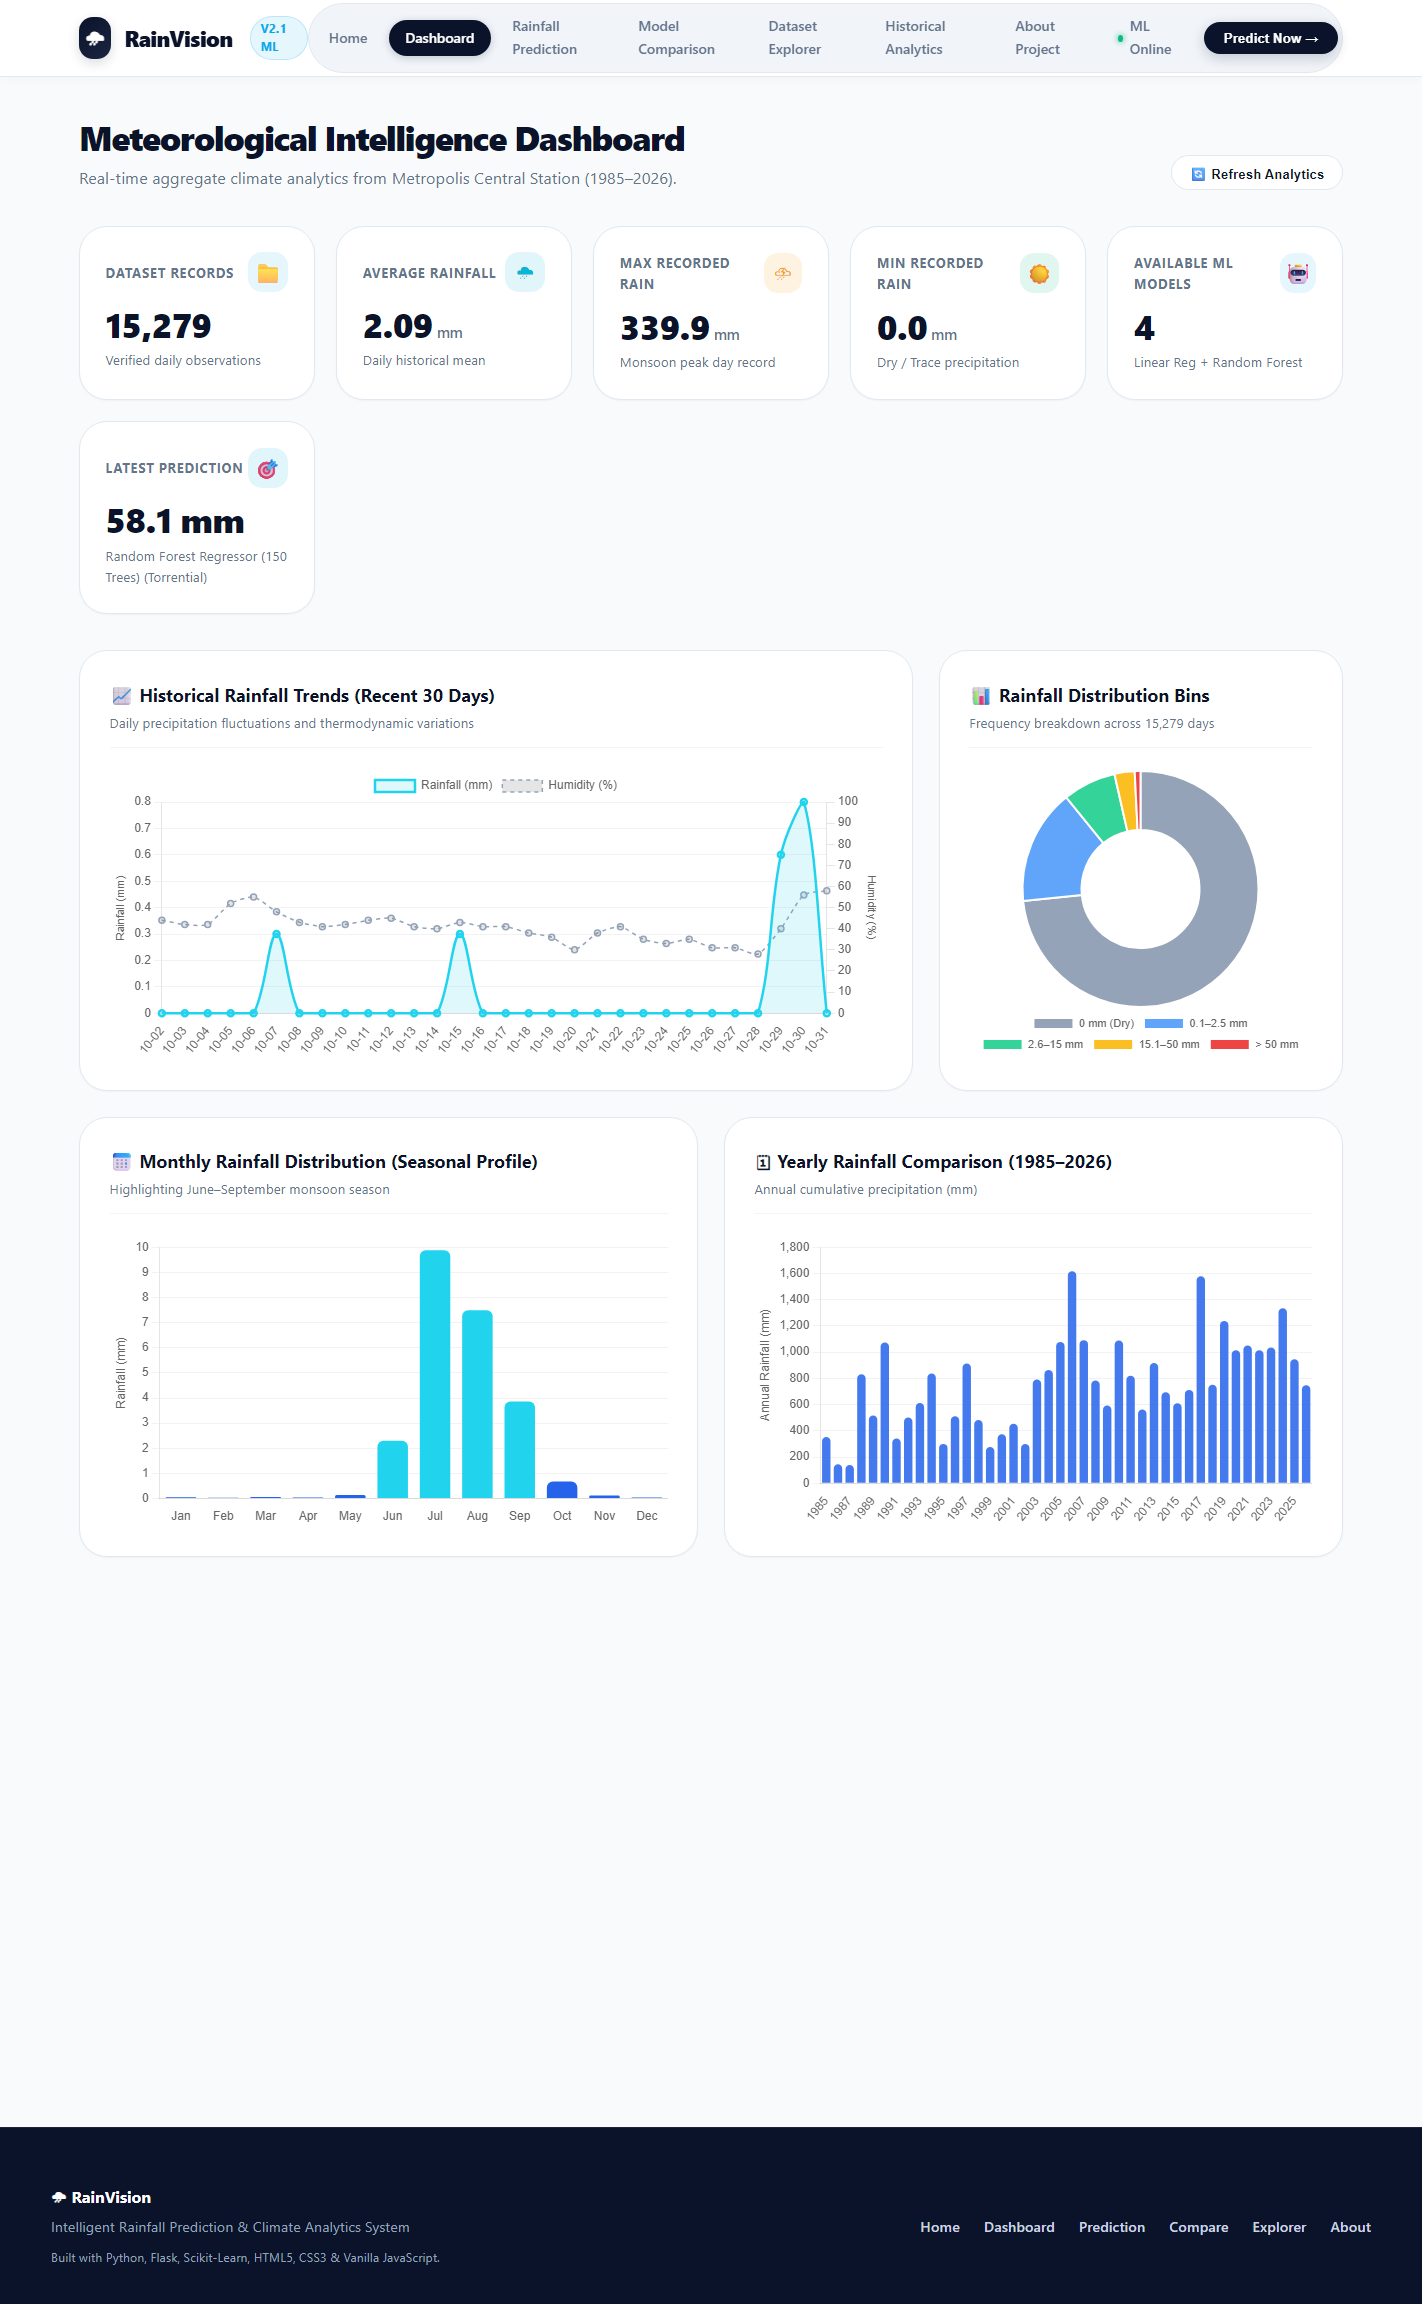 RainVision
V2.1
ML
Home
Dashboard
Rainfall
Prediction
Model
Comparison
Dataset
Explorer
Historical
Analytics
About
Project
ML
Online
Predict Now →
Meteorological Intelligence Dashboard
Real-time aggregate climate analytics from Metropolis Central Station (1985–2026).
Refresh Analytics
DATASET RECORDS
15,279
Verified daily observations
AVERAGE RAINFALL
2.09 mm
Daily historical mean
MAX RECORDED
RAIN
339.9 mm
Monsoon peak day record
MIN RECORDED
RAIN
0.0 mm
Dry / Trace precipitation
AVAILABLE ML
MODELS
4
Linear Reg + Random Forest
LATEST PREDICTION
58.1 mm
Random Forest Regressor (150
Trees) (Torrential)
Historical Rainfall Trends (Recent 30 Days)
Daily precipitation fluctuations and thermodynamic variations
Rainfall (mm)
Humidity (%)
Rainfall (mm)
0.8
0.7
0.6
0.5
0.4
0.3
0.2
0.1
0
100
90
80
70
60
50
40
30
20
10
0
Humidity (%)
10-02
10-03
10-04
10-05
10-06
10-07
10-08
10-09
10-10
10-11
10-12
10-13
10-14
10-15
10-16
10-17
10-18
10-19
10-20
10-21
10-22
10-23
10-24
10-25
10-26
10-27
10-28
10-29
10-30
10-31
Rainfall Distribution Bins
Frequency breakdown across 15,279 days
0 mm (Dry)
0.1–2.5 mm
2.6–15 mm
15.1–50 mm
> 50 mm
Monthly Rainfall Distribution (Seasonal Profile)
Highlighting June–September monsoon season
Rainfall (mm)
10
9
8
7
6
5
4
3
2
1
0
Jan
Feb
Mar
Apr
May
Jun
Jul
Aug
Sep
Oct
Nov
Dec
Yearly Rainfall Comparison (1985–2026)
Annual cumulative precipitation (mm)
Annual Rainfall (mm)
1,800
1,600
1,400
1,200
1,000
800
600
400
200
0
1985
1987
1989
1991
1993
1995
1997
1999
2001
2003
2005
2007
2009
2011
2013
2015
2017
2019
2021
2023
2025
RainVision
Intelligent Rainfall Prediction & Climate Analytics System
Built with Python, Flask, Scikit-Learn, HTML5, CSS3 & Vanilla JavaScript.
Home
Dashboard
Prediction
Compare
Explorer
About